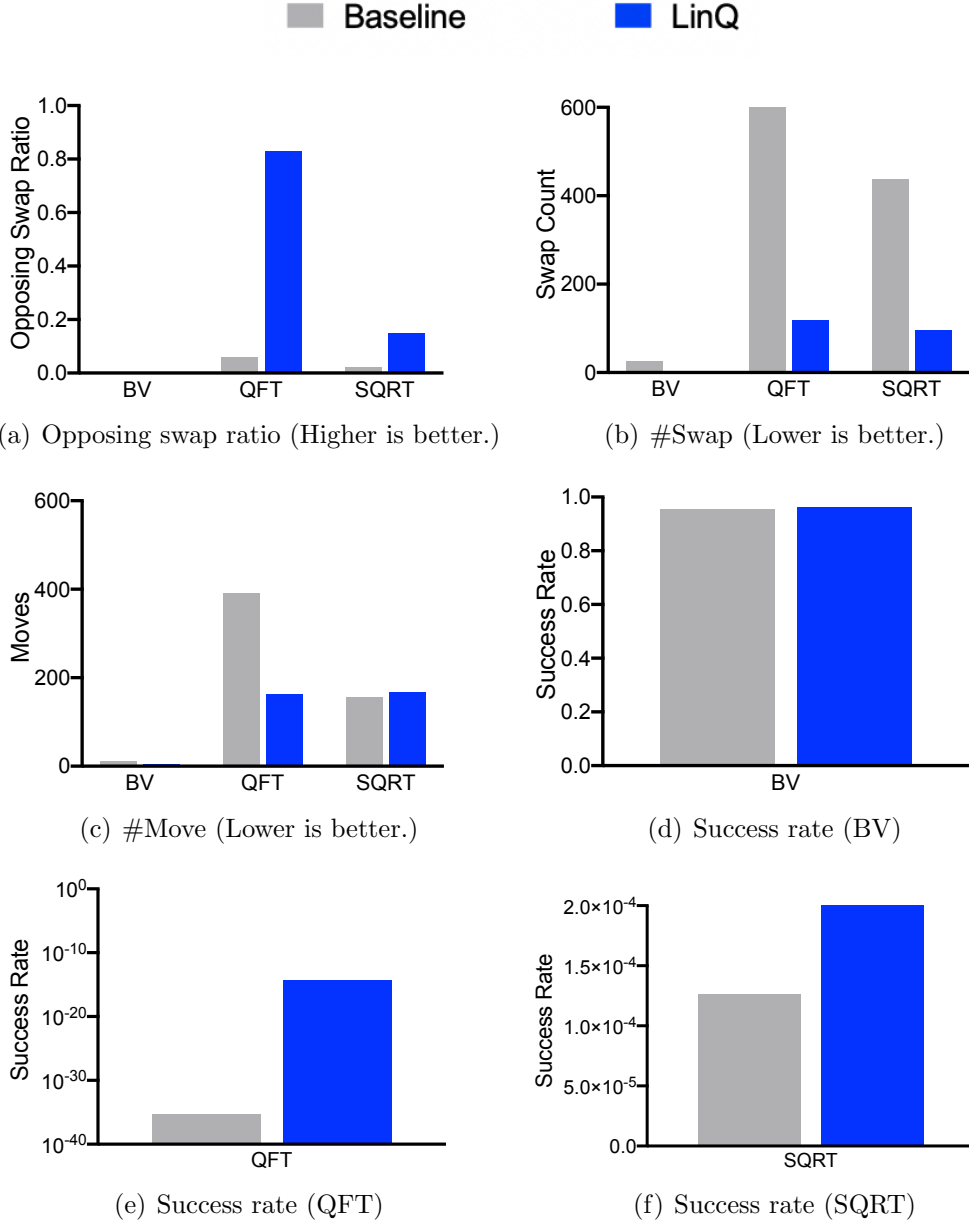 Baseline LinQ
Opposing Swap Ratio
1.0
0.8
0.6
0.4
0.2
0.0
BV QFT SQRT
(a) Opposing swap ratio (Higher is better.)
Swap Count
600
400
200
0
BV QFT SQRT
(b) #Swap (Lower is better.)
Moves
600
400
200
0
BV QFT SQRT
(c) #Move (Lower is better.)
Success Rate
1.0
0.8
0.6
0.4
0.2
0.0
BV
(d) Success rate (BV)
Success Rate
10⁰
10⁻¹⁰
10⁻²⁰
10⁻³⁰
10⁻⁴⁰
QFT
(e) Success rate (QFT)
Success Rate
2.0×10⁻⁴
1.5×10⁻⁴
1.0×10⁻⁴
5.0×10⁻⁵
0.0
SQRT
(f) Success rate (SQRT)